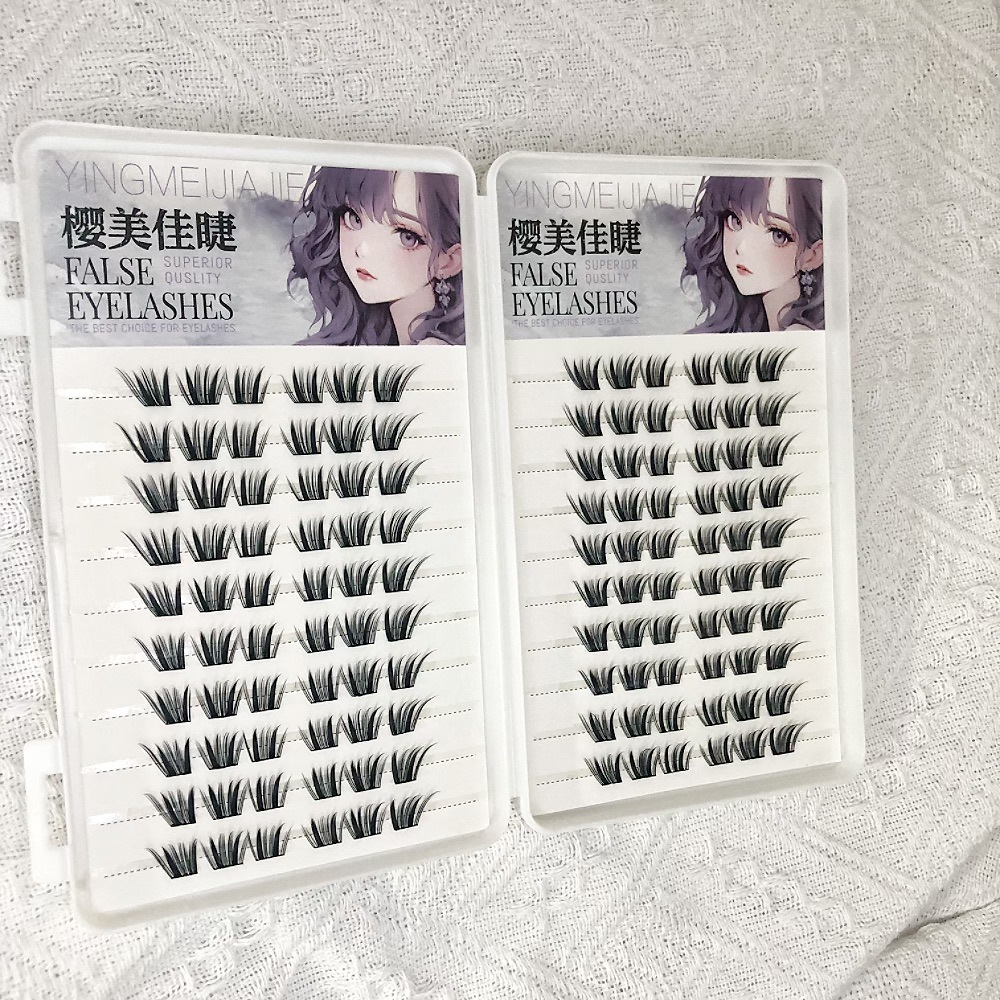 YINGMEIJIAJIE
樱美佳睫
FALSE
EYELASHES
SUPERIOR
QUSLITY
THE BEST CHOICE FOR EYELASHES
YINGMEIJIAJIE
樱美佳睫
FALSE
EYELASHES
SUPERIOR
QUSLITY
THE BEST CHOICE FOR EYELASHES